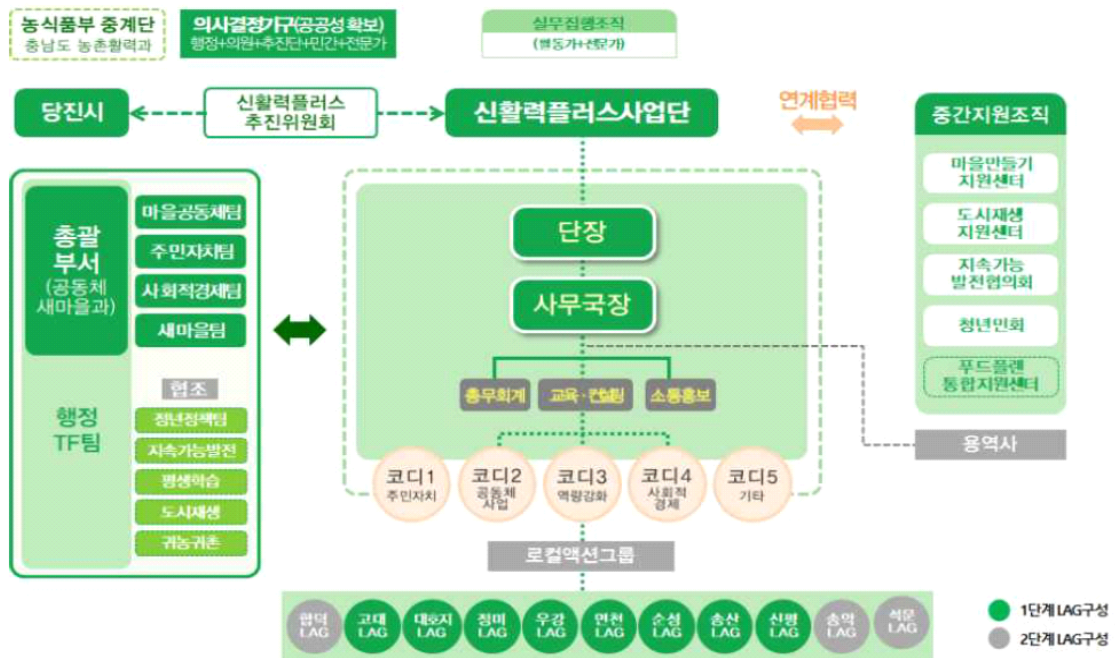 농식품부 중계단
충남도 농촌활력과
의사결정기구(공공성 확보)
행정+의원+추진단+민간+전문가
실무집행조직
(활동가+전문가)
당진시
신활력플러스
추진위원회
신활력플러스사업단
연계협력
중간지원조직
마을만들기
지원센터
도시재생
지원센터
지속가능
발전협의회
청년민회
푸드플랜
통합지원센터
용역사
총괄
부서
(공동체
새마을과)
마을공동체팀
주민자치팀
사회적경제팀
새마을팀
행정
TF팀
협조
청년정책팀
지속가능발전
평생학습
도시재생
귀농귀촌
단장
사무국장
총무회계
교육·컨설팅
소통홍보
코디1
주민자치
코디2
공동체
사업
코디3
역량강화
코디4
사회적
경제
코디5
기타
로컬액션그룹
합덕
LAG
고대
LAG
대호지
LAG
정미
LAG
우강
LAG
면천
LAG
순성
LAG
송산
LAG
신평
LAG
송악
LAG
석문
LAG
1단계 LAG구성
2단계 LAG구성